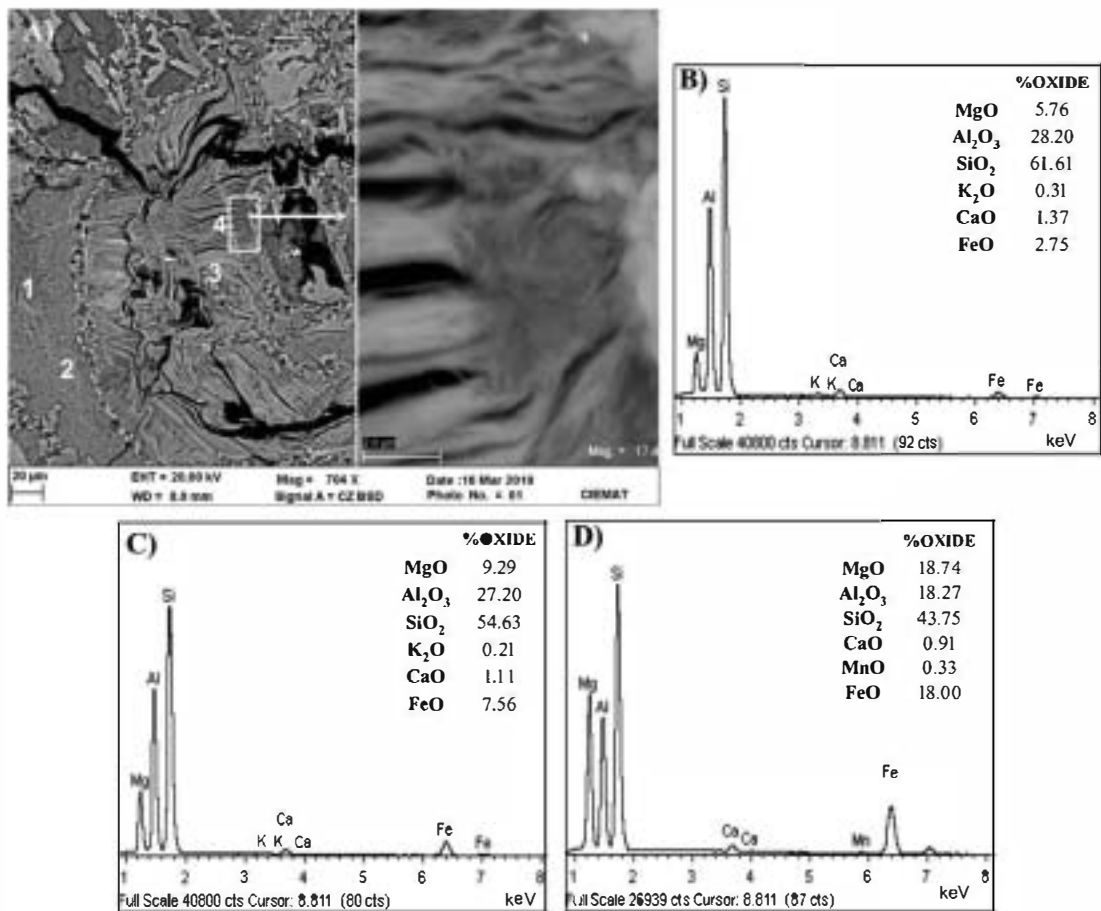 A)
4
3
1
2
20 µm
EHT = 20.00 kV
Mag = 764 X
Date :16 Mar 2010
WD = 8.0 mm
Signal A = CZ BSD
Photo No. = 61
CIEMAT
B)
%OXIDE
MgO 5.76
Al₂O₃ 28.20
SiO₂ 61.61
K₂O 0.31
CaO 1.37
FeO 2.75
Si
Al
Mg
Ca
K K Ca
Fe Fe
1 2 4 6 8
Full Scale 40800 cts Cursor: 8.811 (92 cts)
keV
C)
%OXIDE
MgO 9.29
Al₂O₃ 27.20
SiO₂ 54.63
K₂O 0.21
CaO 1.11
FeO 7.56
Si
Al
Mg
Ca
K K Ca
Fe Fe
1 2 3 4 5 6 7 8
Full Scale 40800 cts Cursor: 8.811 (80 cts)
keV
D)
%OXIDE
MgO 18.74
Al₂O₃ 18.27
SiO₂ 43.75
CaO 0.91
MnO 0.33
FeO 18.00
Si
Mg
Al
Fe
Ca Ca
Mn
1 2 3 4 5 6 7 8
Full Scale 26939 cts Cursor: 8.811 (87 cts)
keV